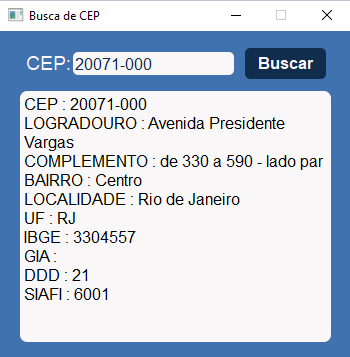 Busca de CEP
CEP: 20071-000 Buscar
CEP : 20071-000
LOGRADOURO : Avenida Presidente
Vargas
COMPLEMENTO : de 330 a 590 - lado par
BAIRRO : Centro
LOCALIDADE : Rio de Janeiro
UF : RJ
IBGE : 3304557
GIA :
DDD : 21
SIAFI : 6001